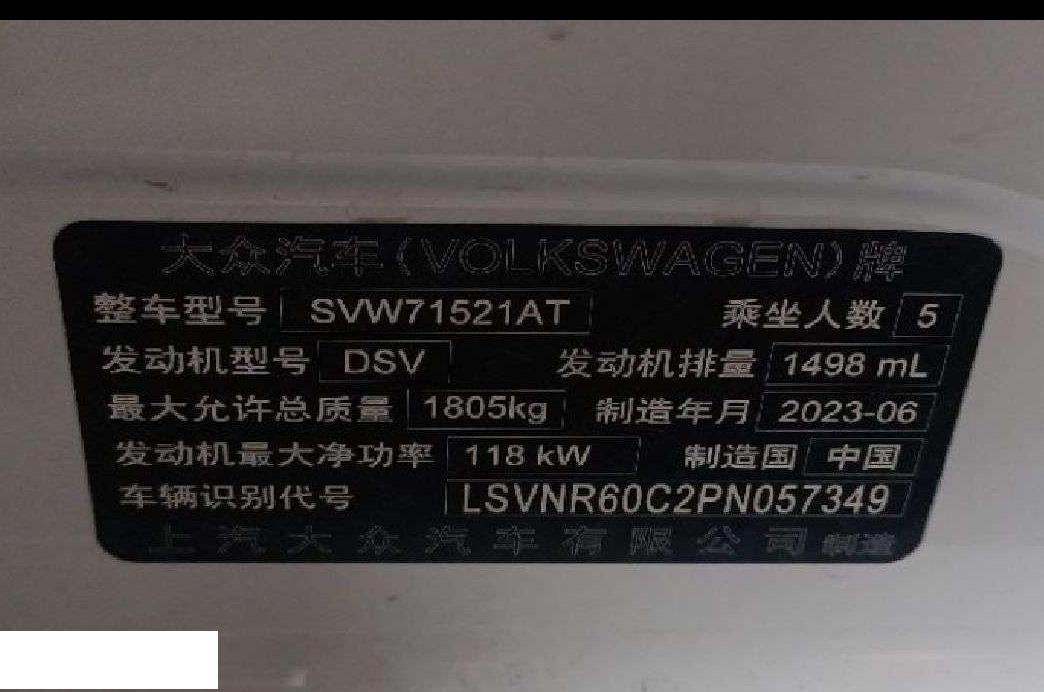 大众汽车(VOLKSWAGEN)牌
整车型号 SVW71521AT 乘坐人数 5
发动机型号 DSV 发动机排量 1498 mL
最大允许总质量 1805kg 制造年月 2023-06
发动机最大净功率 118 kW 制造国 中国
车辆识别代号 LSVNR60C2PN057349
上汽大众汽车有限公司 制造